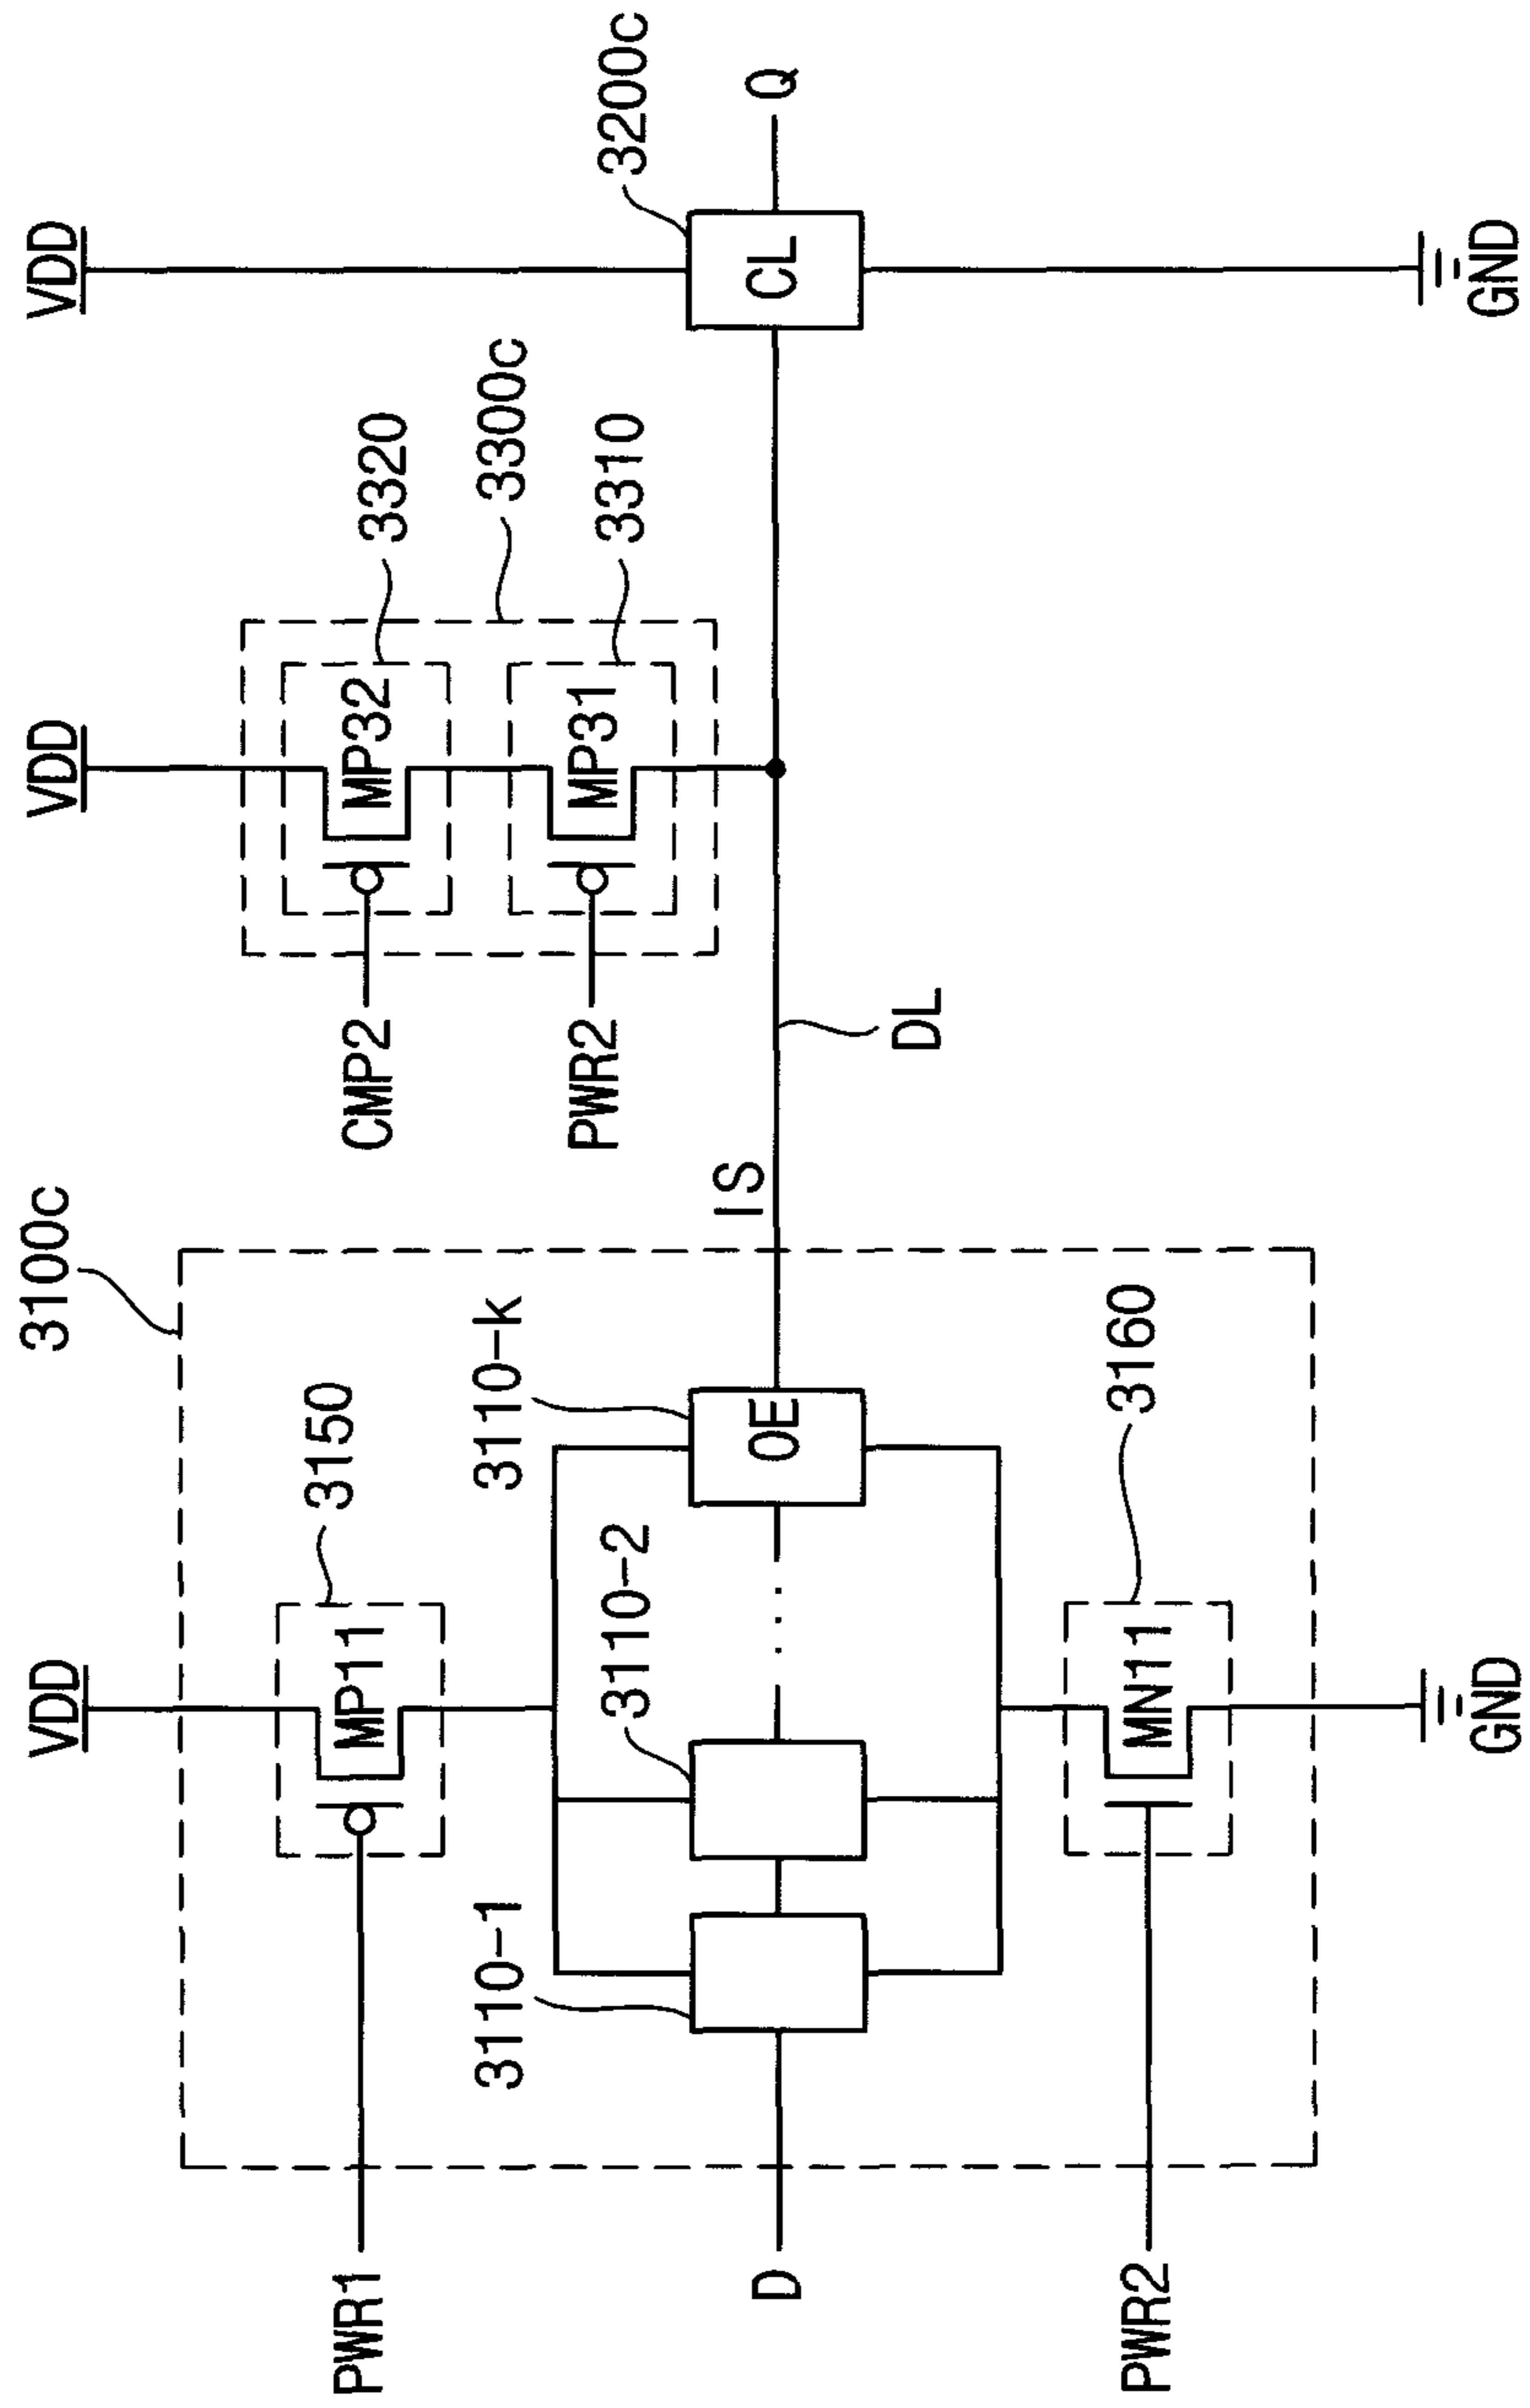 3100c
VDD
VDD
VDD
3150
MP11
PWR1
3110-1
3110-2
3110-k
OE
D
3160
MN11
PWR2
GND
IS
DL
CMP2
MP32
3320
3300c
PWR2
MP31
3310
3200c
CL
Q
GND